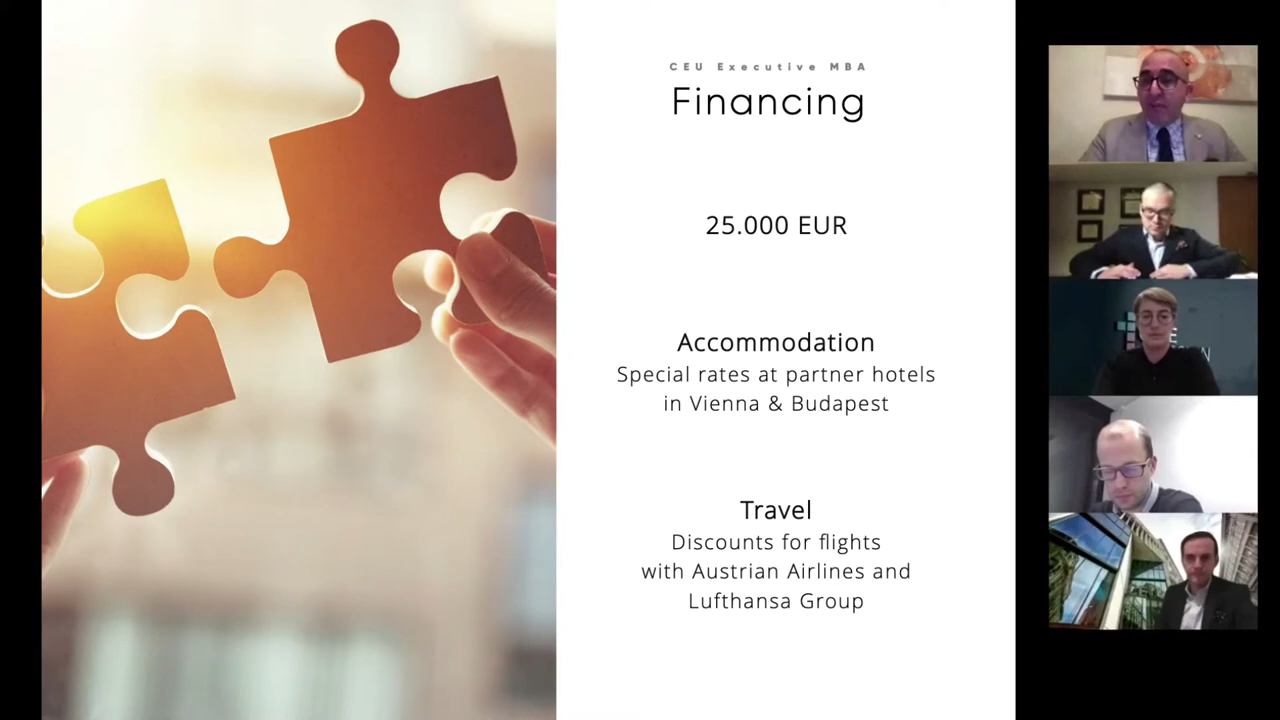 CEU Executive MBA
Financing
25.000 EUR
Accommodation
Special rates at partner hotels
in Vienna & Budapest
Travel
Discounts for flights
with Austrian Airlines and
Lufthansa Group